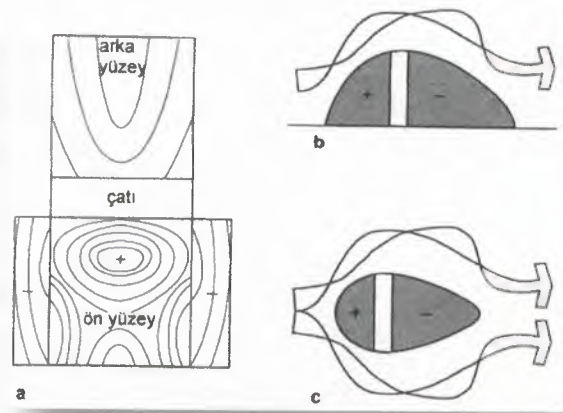 arka
yüzey
çatı
+
- -
ön yüzey
a
+ -
b
+ -
c